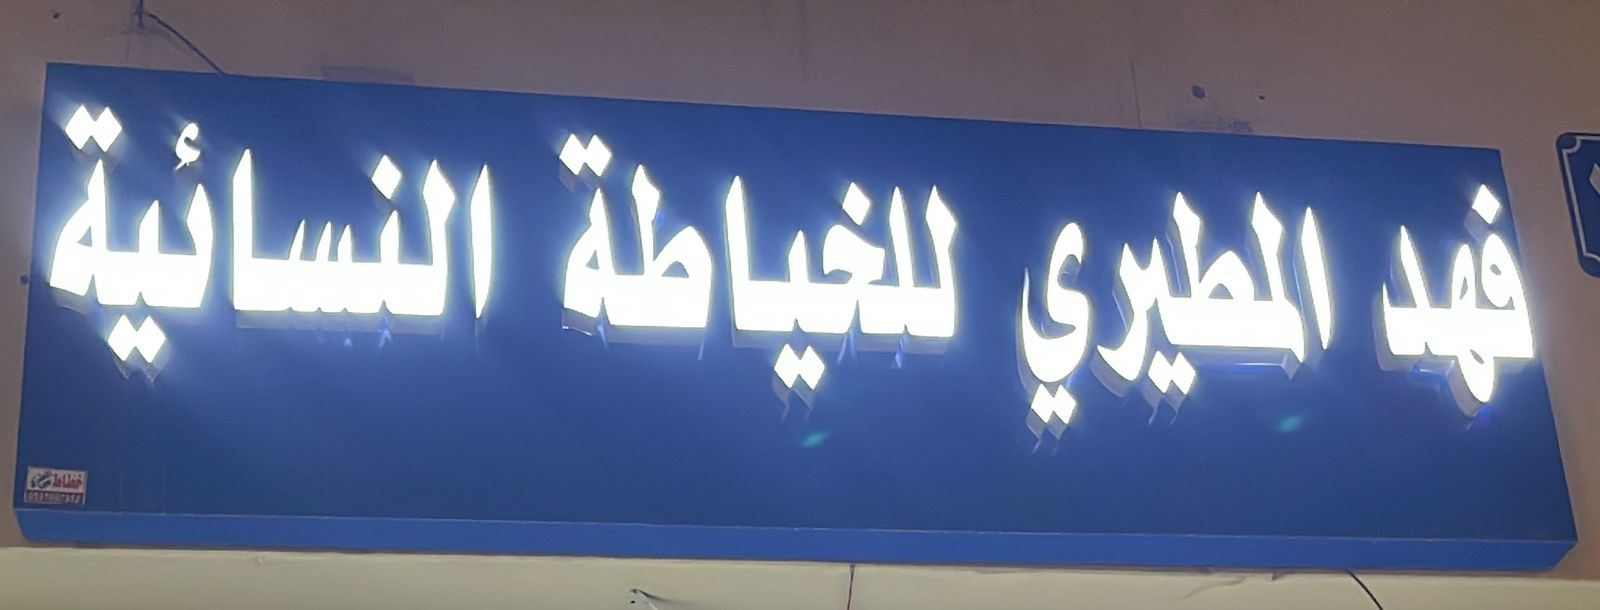 فهد المطيري للخياطة النسائية